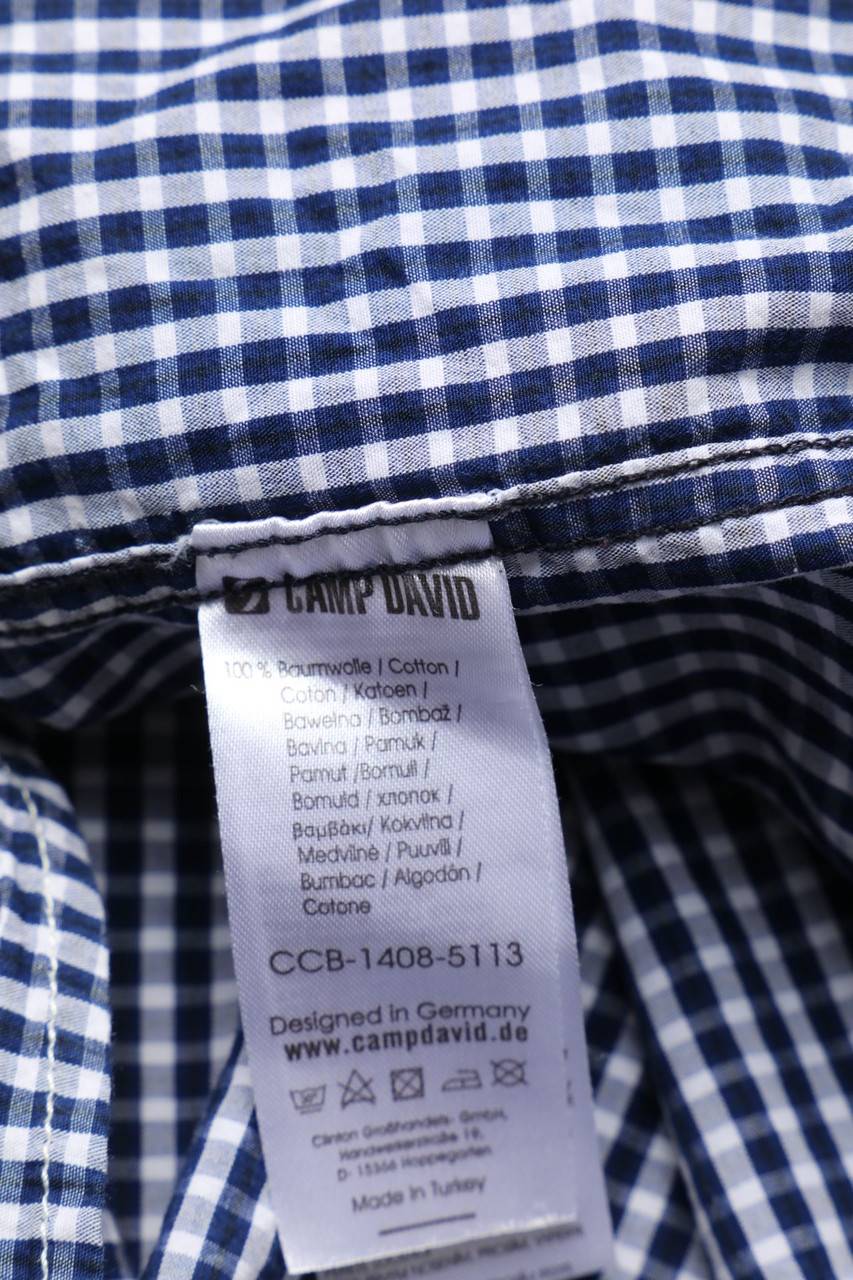 CAMP DAVID
100 % Baumwolle / Cotton /
Coton / Katoen /
Bawełna / Bombaž /
Bavlna / Pamuk /
Pamut /Bomull /
Bomuld / хлопок /
βαμβάκι/ Kokvilna /
Medvilnė / Puuvill /
Bumbac / Algodón /
Cotone
CCB-1408-5113
Designed in Germany
www.campdavid.de
Clinton Großhandels- GmbH,
Handwerkerstraße 19,
D- 15366 Hoppegarten
Made in Turkey